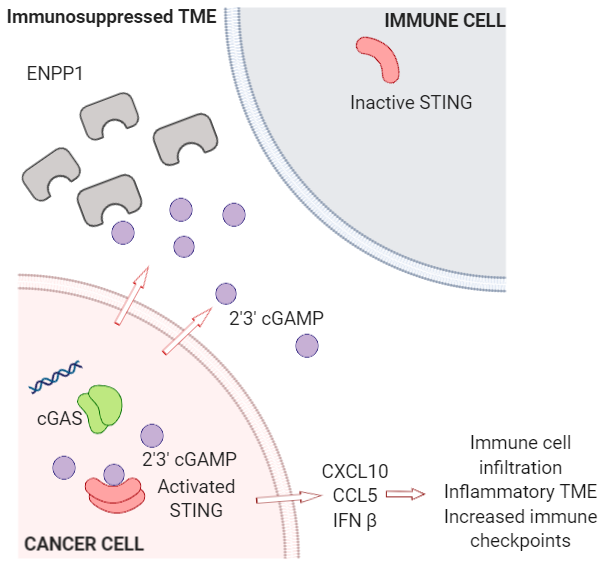 Immunosuppressed TME
IMMUNE CELL
ENPP1
Inactive STING
2'3' cGAMP
cGAS
2'3' cGAMP
Activated
STING
CANCER CELL
CXCL10
CCL5
IFN β
Immune cell
infiltration
Inflammatory TME
Increased immune
checkpoints